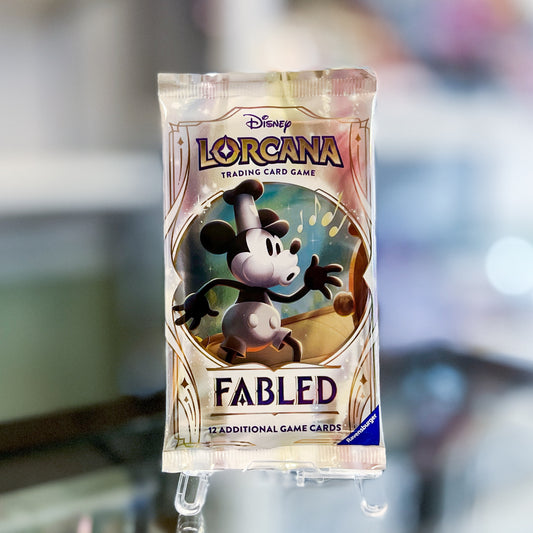 Disney
LORCANA
TRADING CARD GAME
FABLED
12 ADDITIONAL GAME CARDS
Ravensburger